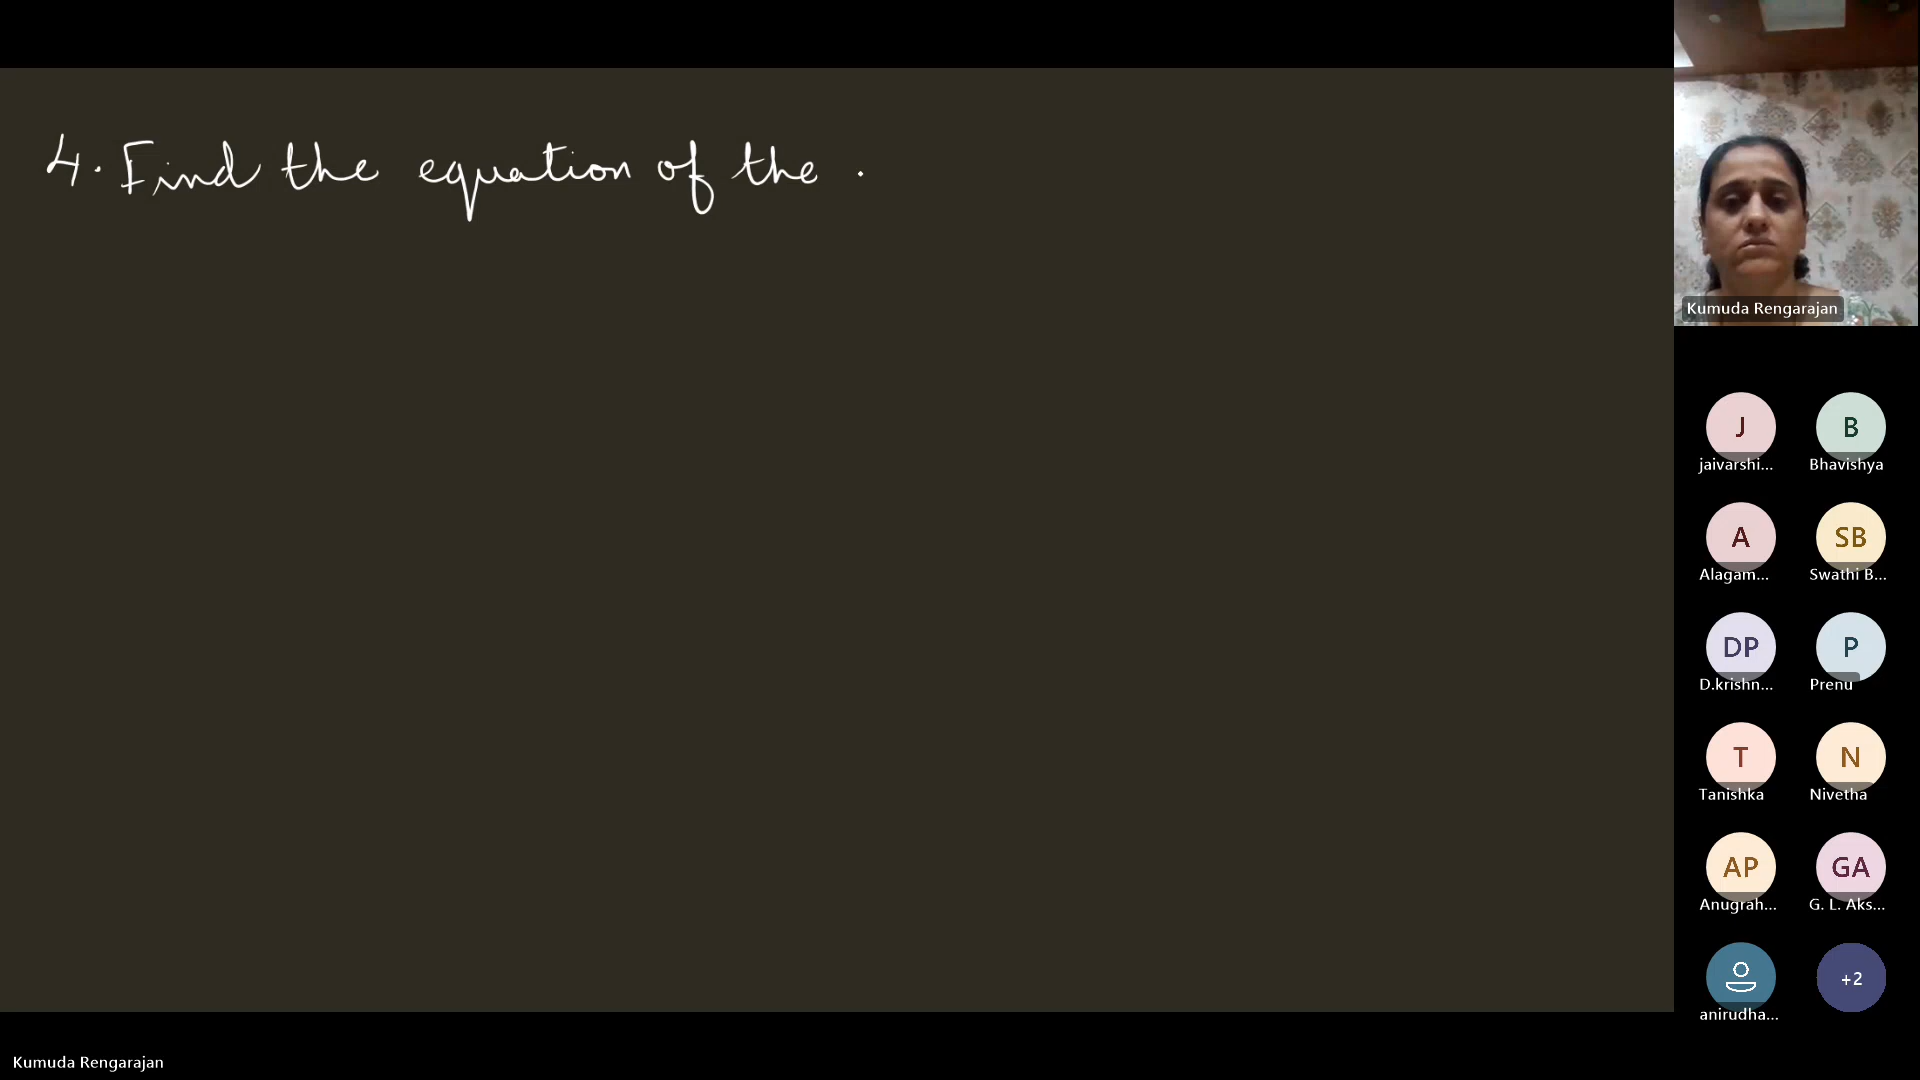 4. Find the equation of the .
Kumuda Rengarajan
J
B
jaivarshi...
Bhavishya
A
SB
Alagam...
Swathi B...
DP
P
D.krishn...
Prenu
T
N
Tanishka
Nivetha
AP
GA
Anugrah...
G. L. Aks...
+2
anirudha...
Kumuda Rengarajan